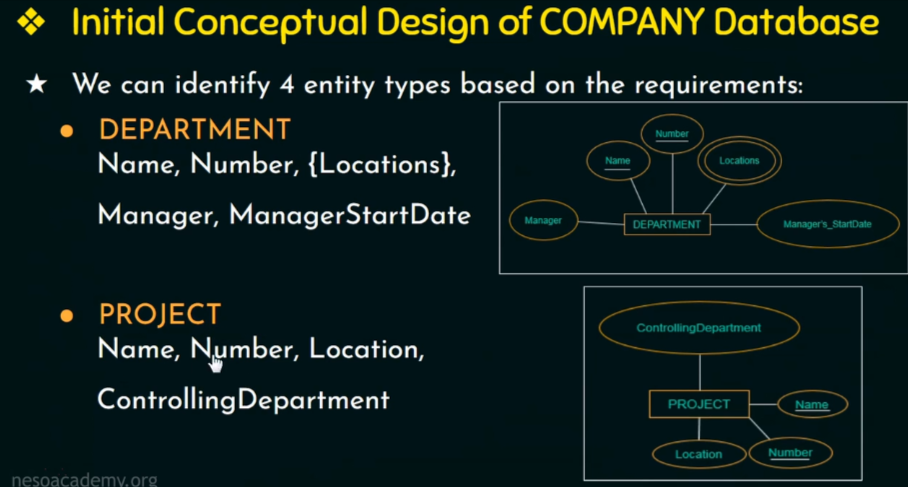 Initial Conceptual Design of COMPANY Database
We can identify 4 entity types based on the requirements:
DEPARTMENT
Name, Number, {Locations},
Manager, ManagerStartDate
Number
Name
Locations
Manager
DEPARTMENT
Manager's_StartDate
PROJECT
Name, Number, Location,
ControllingDepartment
ControllingDepartment
PROJECT
Name
Location
Number
nesoacademy.org